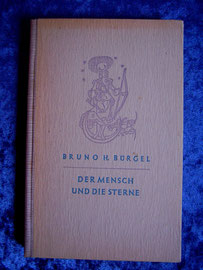 BRUNO H. BÜRGEL
DER MENSCH
UND DIE STERNE